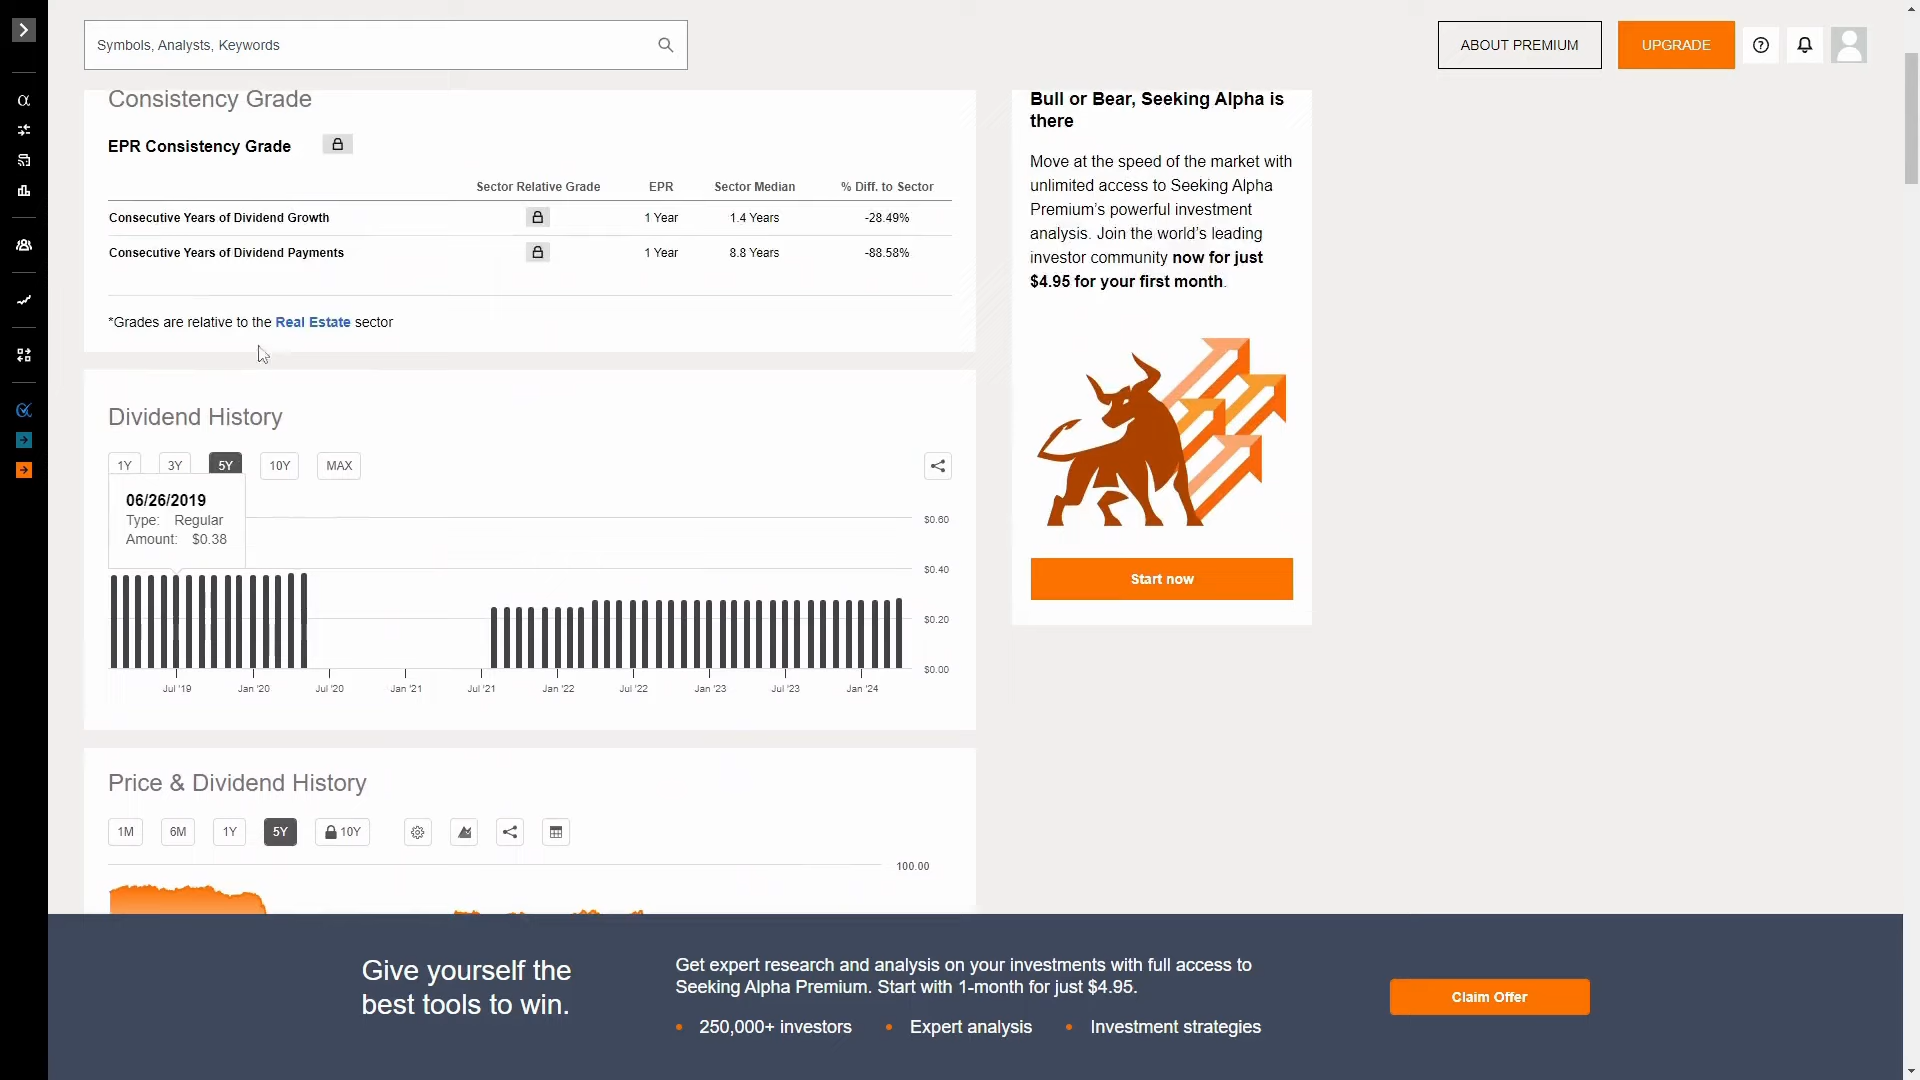 Symbols, Analysts, Keywords
ABOUT PREMIUM
UPGRADE
Consistency Grade
EPR Consistency Grade
Sector Relative Grade EPR Sector Median % Diff. to Sector
Consecutive Years of Dividend Growth 1 Year 1.4 Years -28.49%
Consecutive Years of Dividend Payments 1 Year 8.8 Years -88.58%
*Grades are relative to the Real Estate sector
Bull or Bear, Seeking Alpha is
there
Move at the speed of the market with
unlimited access to Seeking Alpha
Premium's powerful investment
analysis. Join the world's leading
investor community now for just
$4.95 for your first month.
Start now
Dividend History
1Y 3Y 5Y 10Y MAX
06/26/2019
Type: Regular
Amount: $0.38
$0.60
$0.40
$0.20
$0.00
Jul '19 Jan '20 Jul '20 Jan '21 Jul '21 Jan '22 Jul '22 Jan '23 Jul '23 Jan '24
Price & Dividend History
1M 6M 1Y 5Y 10Y
100.00
Give yourself the
best tools to win.
Get expert research and analysis on your investments with full access to
Seeking Alpha Premium. Start with 1-month for just $4.95.
• 250,000+ investors • Expert analysis • Investment strategies
Claim Offer